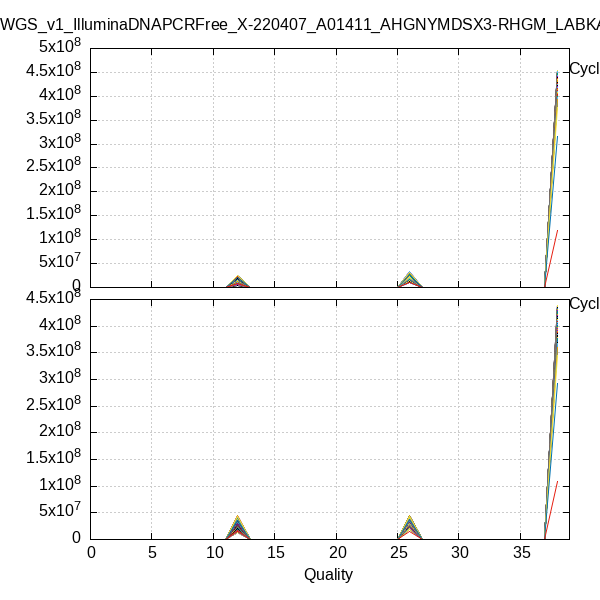 WGS_v1_IlluminaDNAPCRFree_X-220407_A01411_AHGNYMDSX3-RHGM_LABKA
5x10^8
4.5x10^8
4x10^8
3.5x10^8
3x10^8
2.5x10^8
2x10^8
1.5x10^8
1x10^8
5x10^7
0
Cycl
4.5x10^8
4x10^8
3.5x10^8
3x10^8
2.5x10^8
2x10^8
1.5x10^8
1x10^8
5x10^7
0
Cycl
0 5 10 15 20 25 30 35
Quality